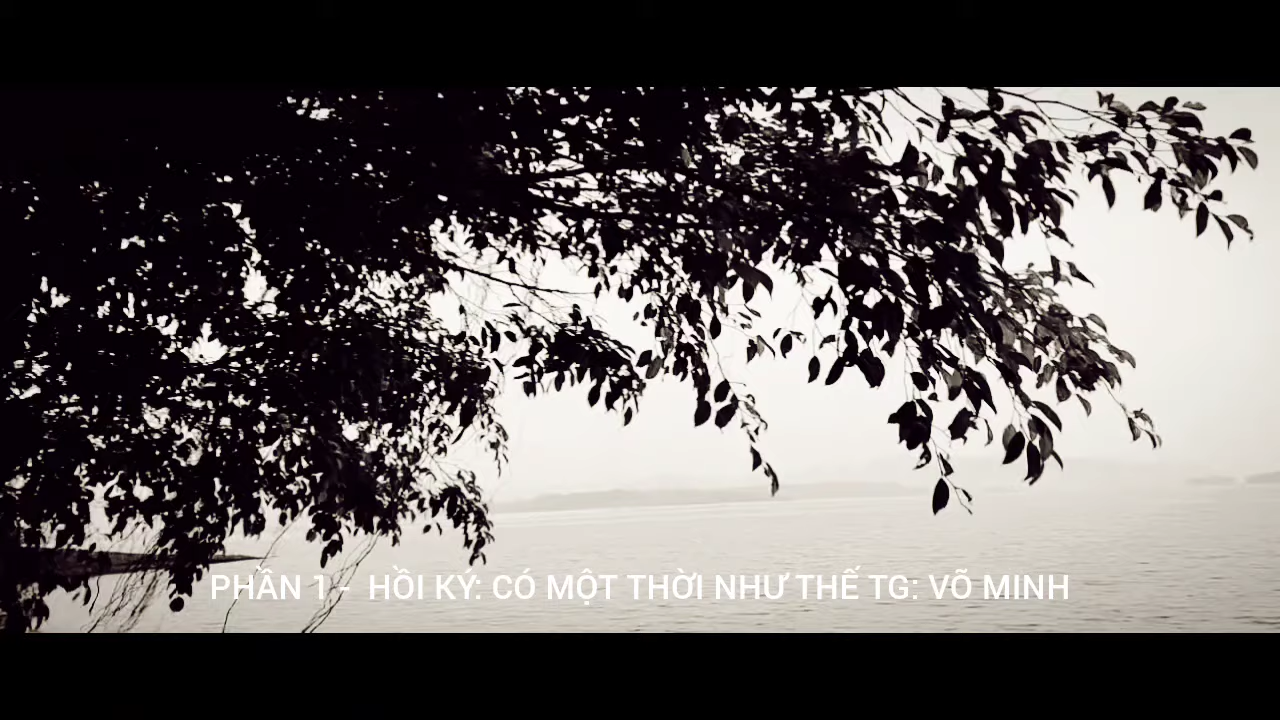 PHẦN 1 -  HỒI KÝ: CÓ MỘT THỜI NHƯ THẾ TG: VÕ MINH